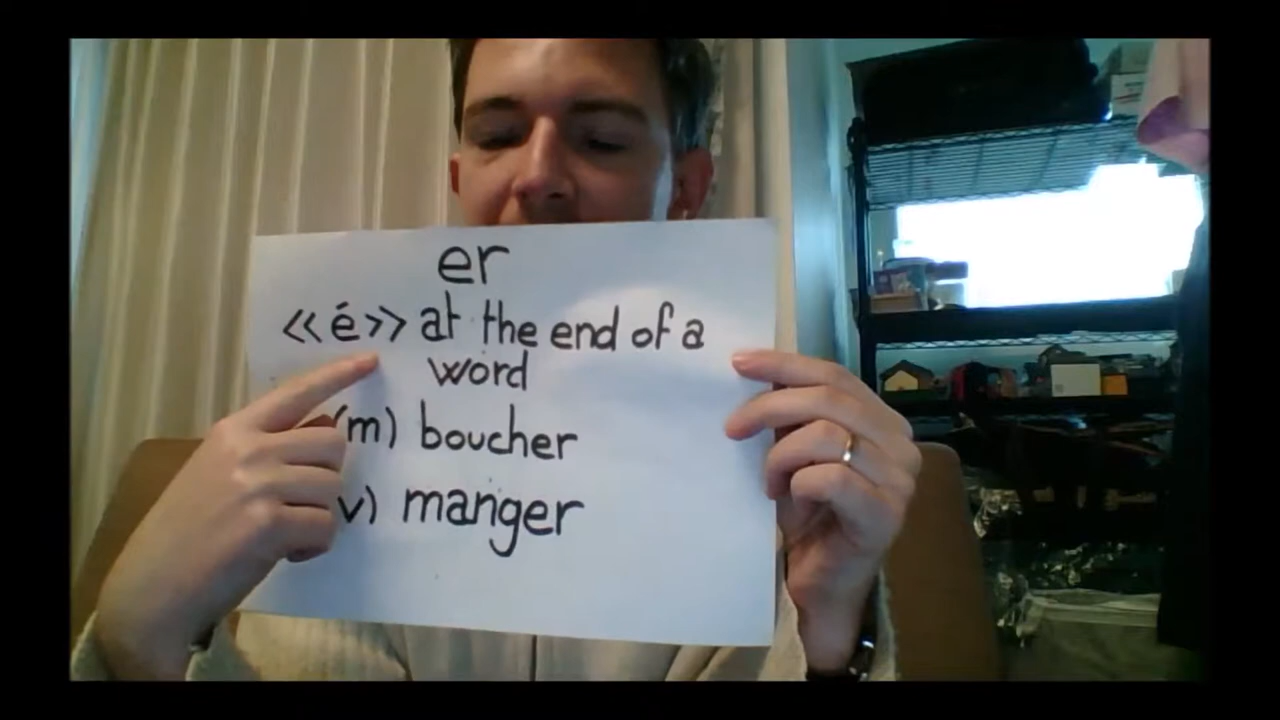 er
<<é>> at the end of a
word
(m) boucher
v) manger